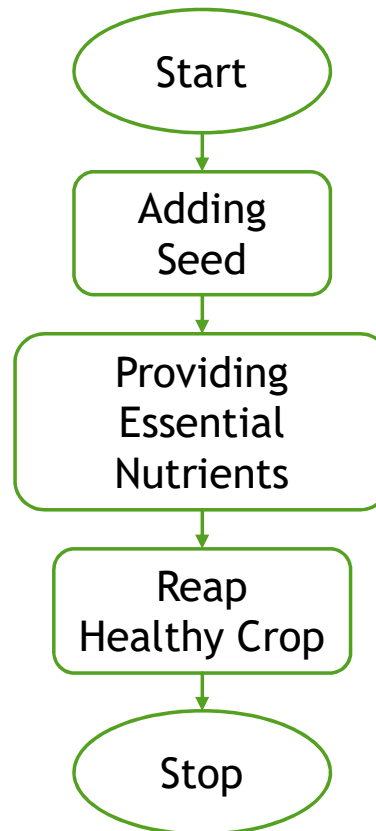 Start
Adding
Seed
Providing
Essential
Nutrients
Reap
Healthy Crop
Stop